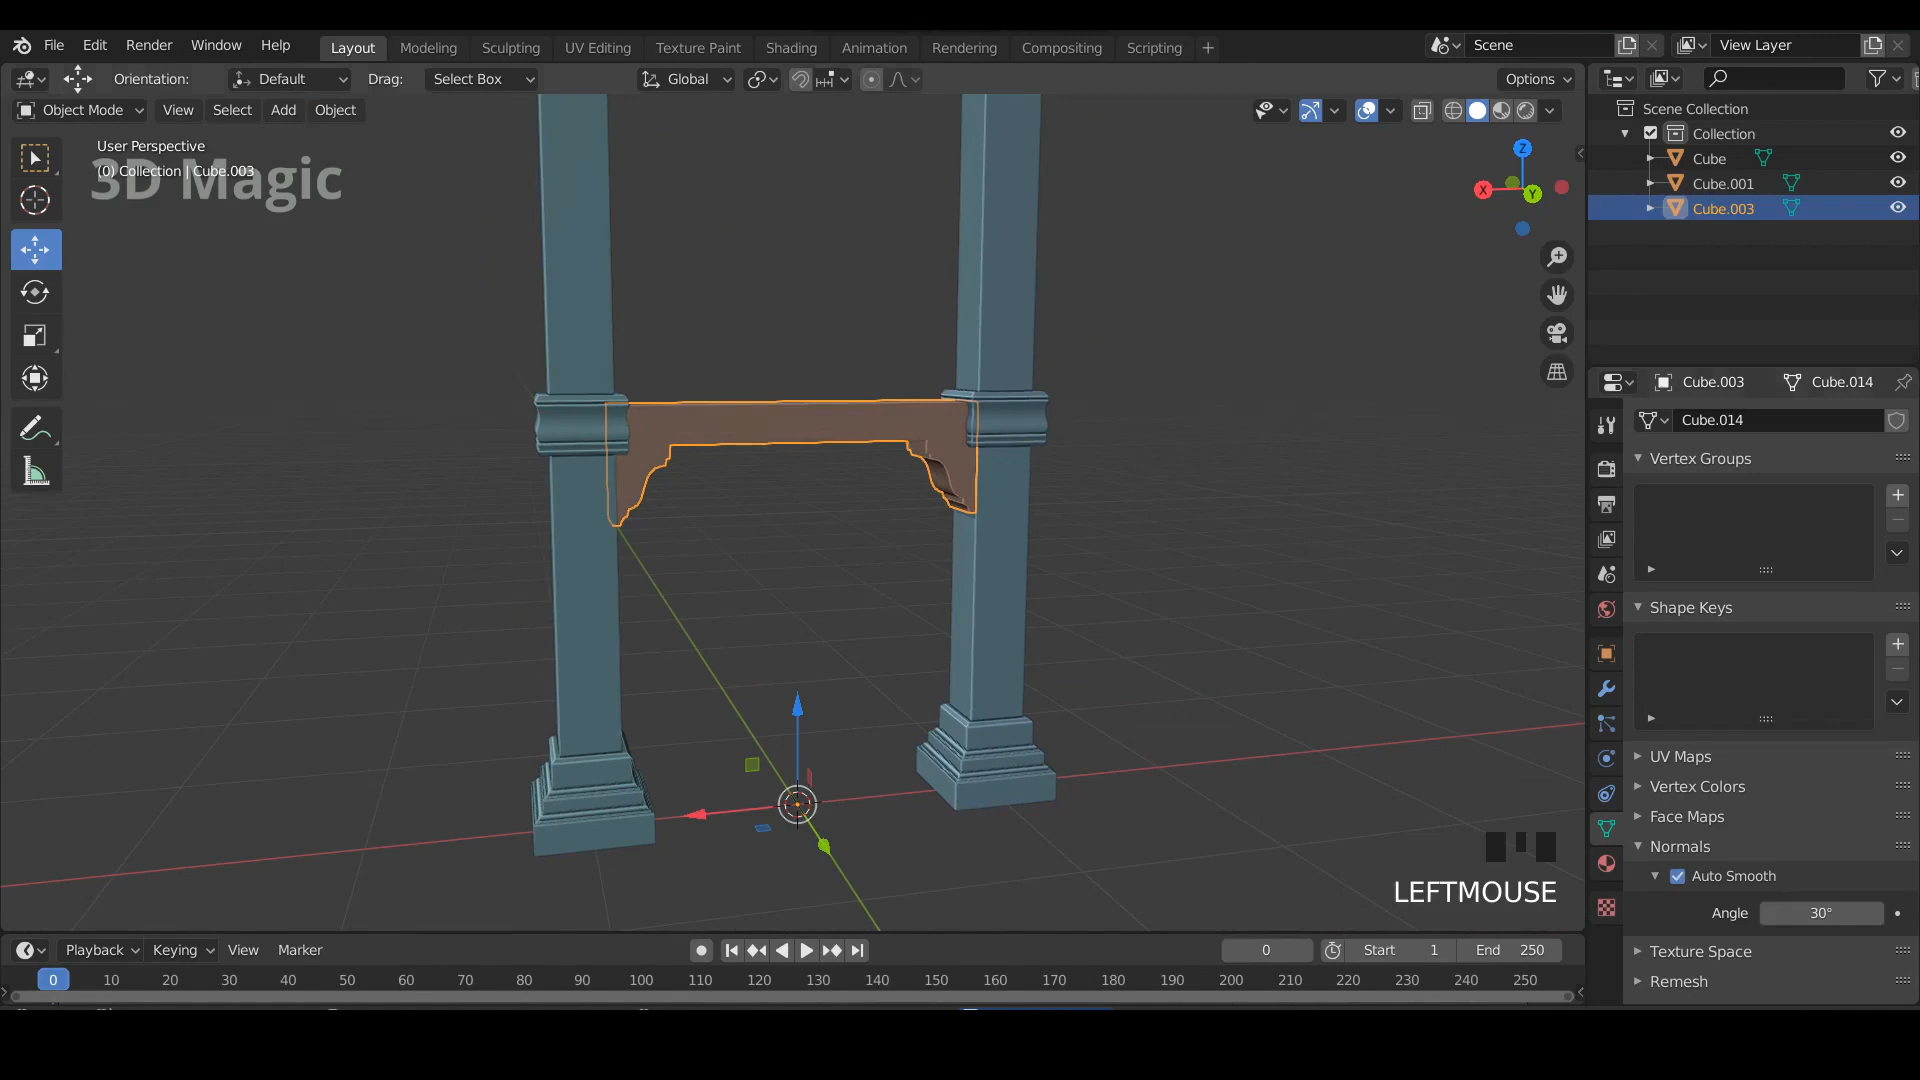 File Edit Render Window Help Layout Modeling Sculpting UV Editing Texture Paint Shading Animation Rendering Compositing Scripting + Scene View Layer
Orientation: Default Drag: Select Box Global Options
Object Mode View Select Add Object
User Perspective
(0) Collection | Cube.003
3D Magic
Z
X
Y
Scene Collection
Collection
Cube
Cube.001
Cube.003
Cube.003 Cube.014
Cube.014
Vertex Groups
Shape Keys
UV Maps
Vertex Colors
Face Maps
Normals
Auto Smooth
Angle 30°
Texture Space
Remesh
LEFTMOUSE
Playback Keying View Marker 0 Start 1 End 250
0 10 20 30 40 50 60 70 80 90 100 110 120 130 140 150 160 170 180 190 200 210 220 230 240 250